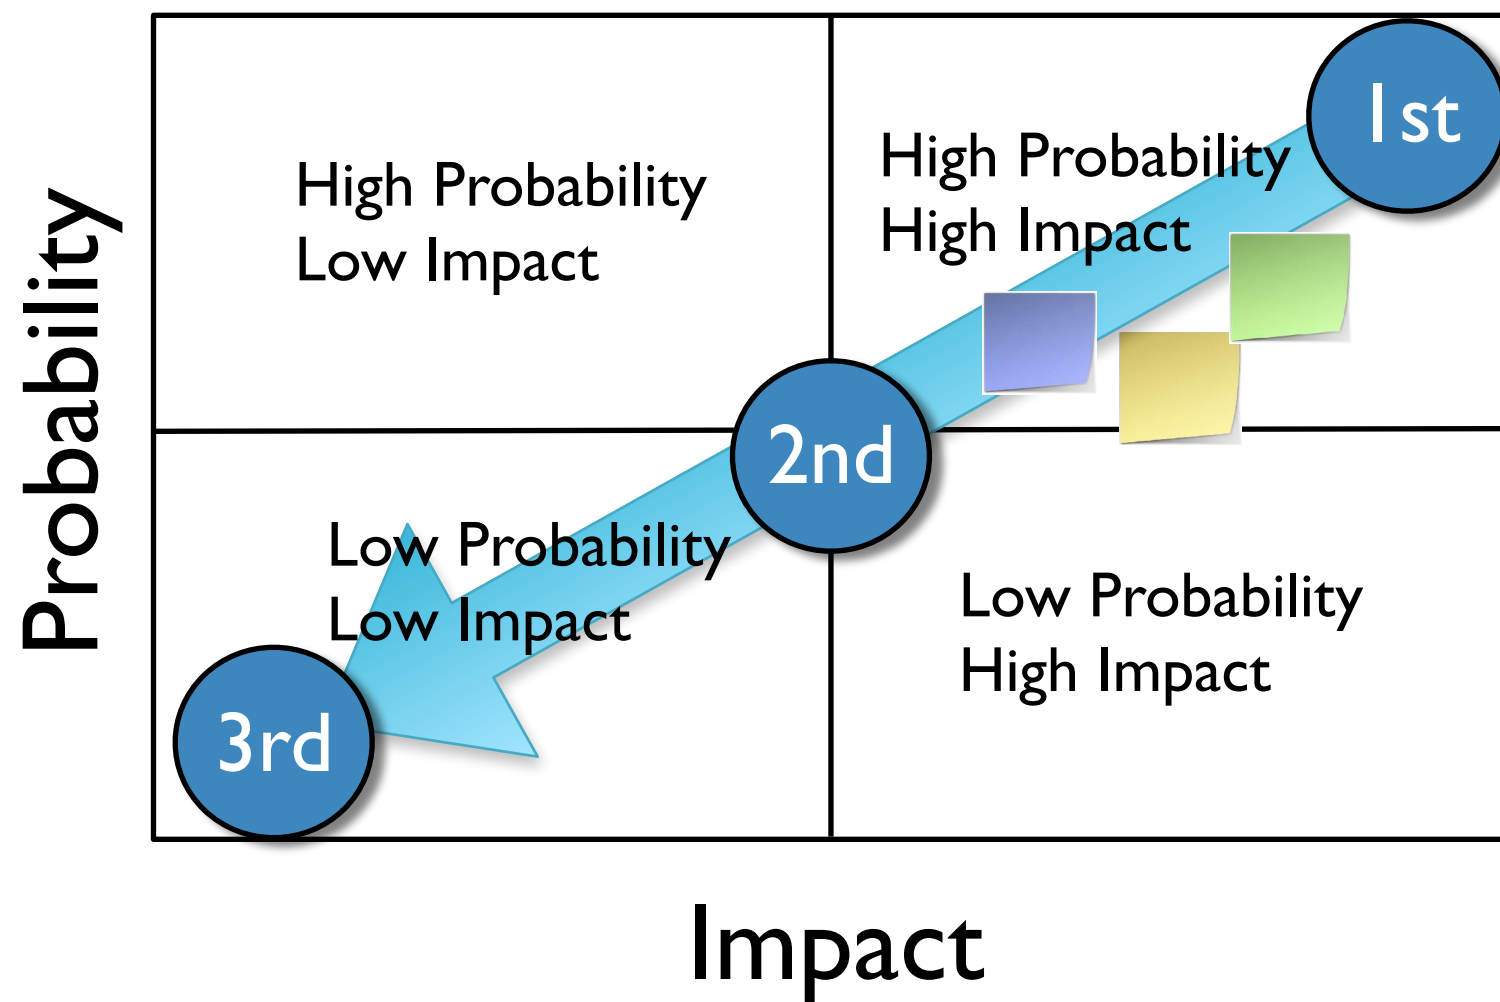 Probability
High Probability
Low Impact
High Probability
High Impact
1st
2nd
Low Probability
Low Impact
Low Probability
High Impact
3rd
Impact